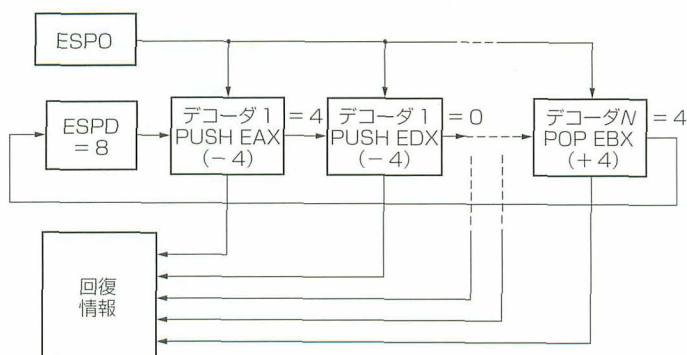 ESPO
ESPD
= 8
デコーダ1
PUSH EAX
(−4)
= 4
デコーダ1
PUSH EDX
(−4)
= 0
デコーダN
POP EBX
(+4)
= 4
回復
情報